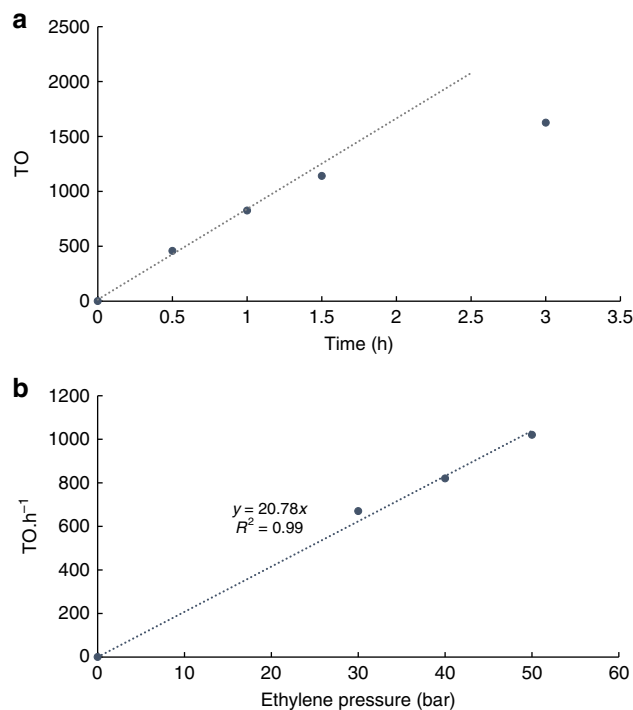 a
2500
2000
1500
1000
500
0
TO
0 0.5 1 1.5 2 2.5 3 3.5
Time (h)
b
1200
1000
800
600
400
200
0
TO.h⁻¹
y = 20.78x
R² = 0.99
0 10 20 30 40 50 60
Ethylene pressure (bar)